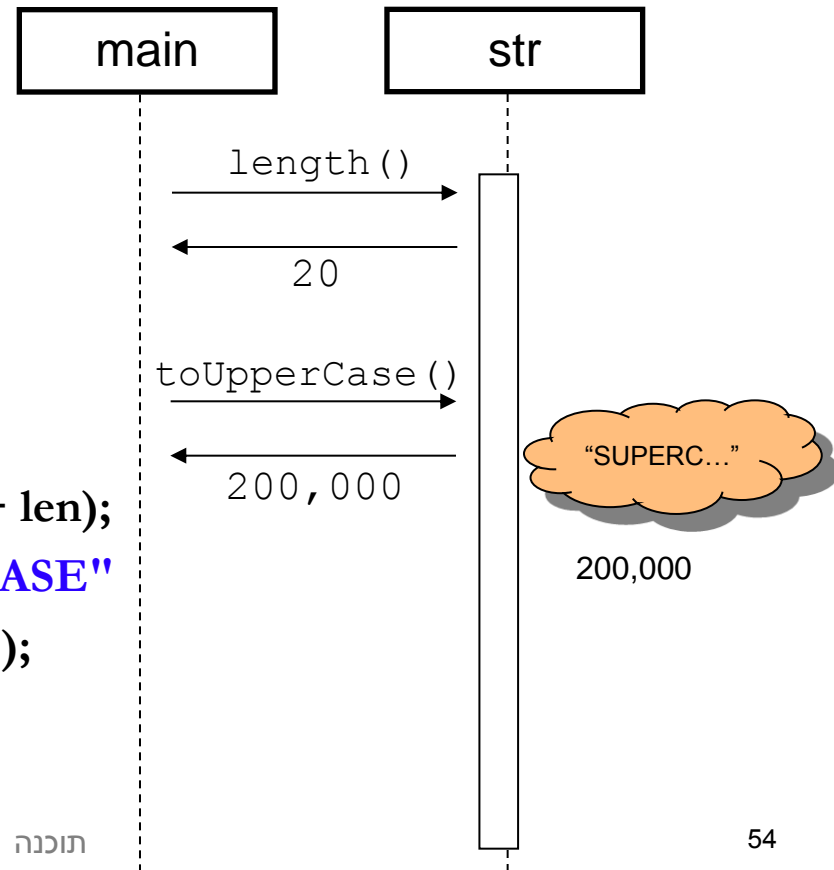 main
str
length()
20
toUpperCase()
"SUPERC…"
200,000
+ len);
200,000
ASE"
);
תוכנה
54